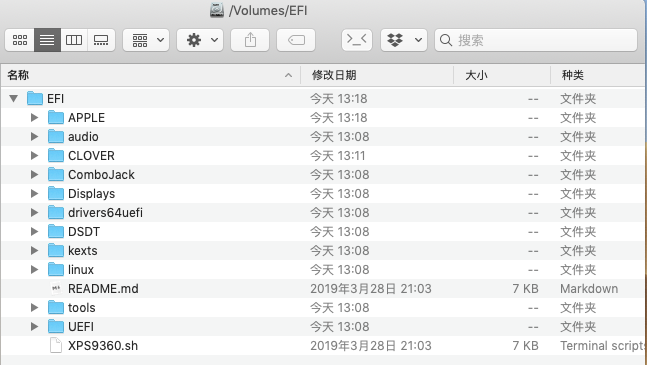 /Volumes/EFI
搜索
名称 修改日期 大小 种类
EFI 今天 13:18 -- 文件夹
APPLE 今天 13:18 -- 文件夹
audio 今天 13:08 -- 文件夹
CLOVER 今天 13:11 -- 文件夹
ComboJack 今天 13:08 -- 文件夹
Displays 今天 13:08 -- 文件夹
drivers64uefi 今天 13:08 -- 文件夹
DSDT 今天 13:08 -- 文件夹
kexts 今天 13:08 -- 文件夹
linux 今天 13:08 -- 文件夹
README.md 2019年3月28日 21:03 7 KB Markdown
tools 今天 13:08 -- 文件夹
UEFI 今天 13:08 -- 文件夹
XPS9360.sh 2019年3月28日 21:03 7 KB Terminal scripts